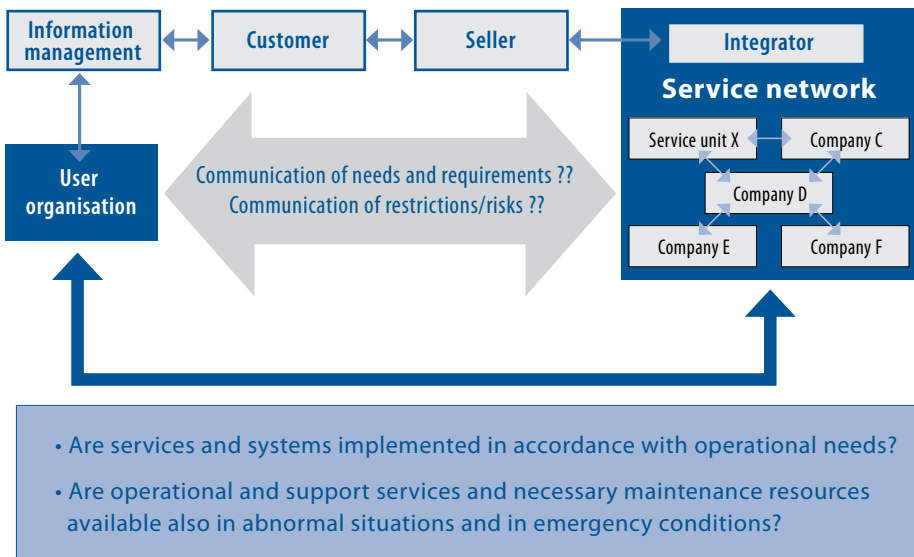 Information
management
Customer
Seller
Integrator
Service network
Service unit X
Company C
Company D
Company E
Company F
User
organisation
Communication of needs and requirements ??
Communication of restrictions/risks ??
• Are services and systems implemented in accordance with operational needs?
• Are operational and support services and necessary maintenance resources
available also in abnormal situations and in emergency conditions?